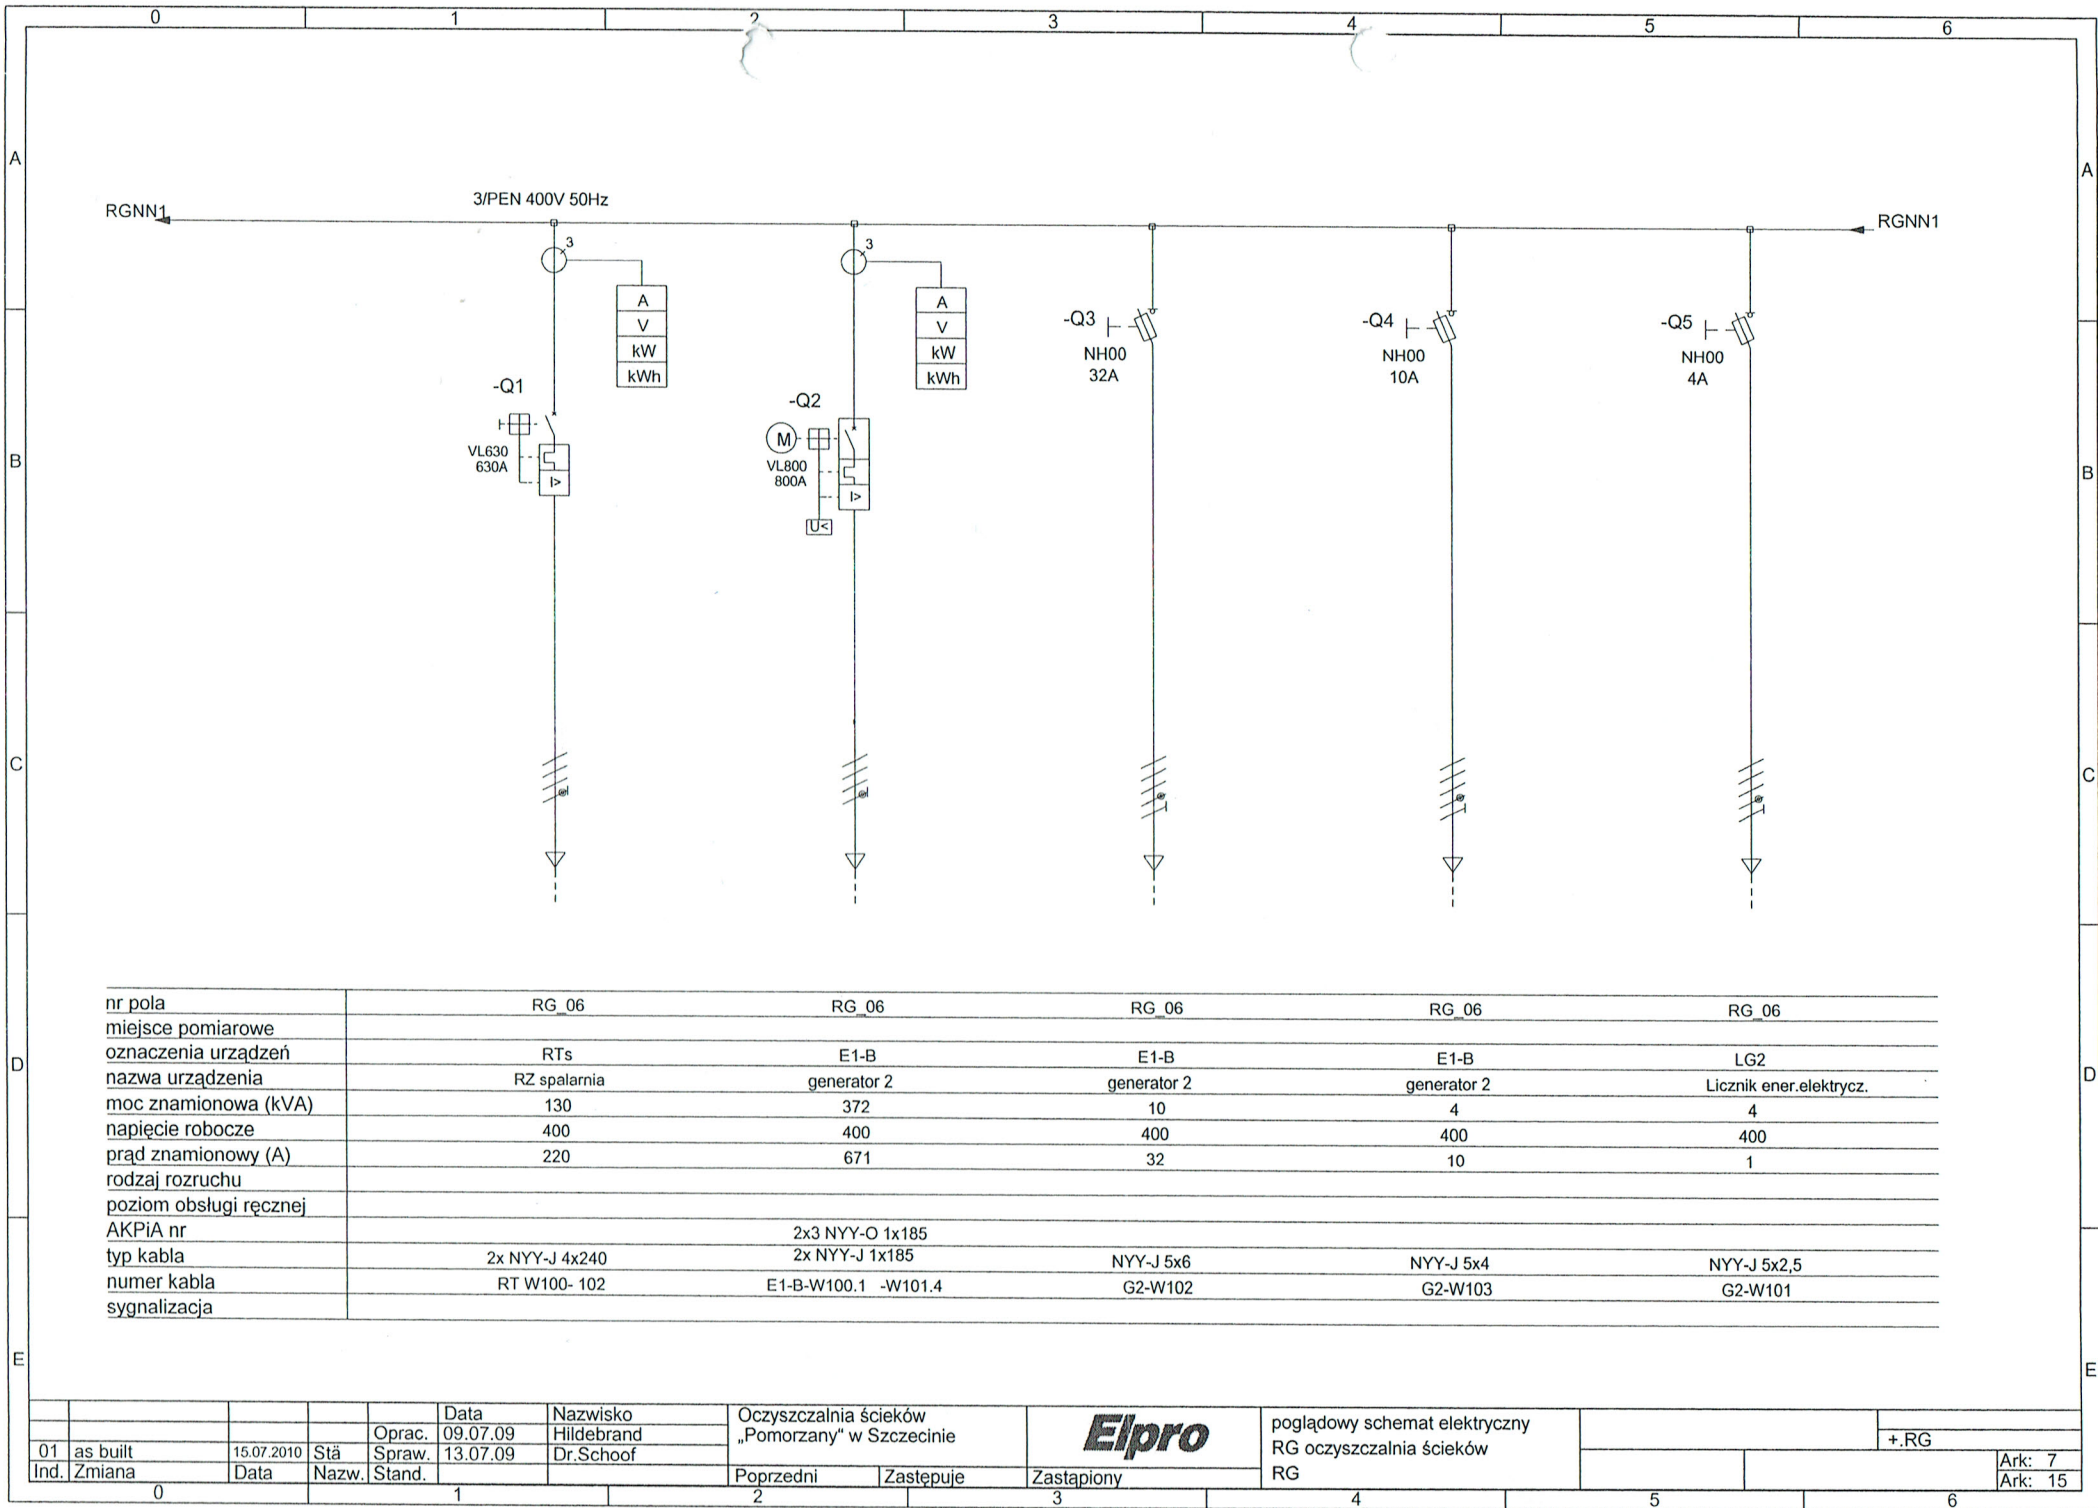 0 1 2 3 4 5 6
A A
3/PEN 400V 50Hz
RGNN1 RGNN1
3 3
A A
V V
kW kW
kWh kWh
-Q3 -Q4 -Q5
NH00 NH00 NH00
32A 10A 4A
-Q1 -Q2
M
VL630 VL800
630A 800A
I> I>
U<
B B
C C
nr pola RG_06 RG_06 RG_06 RG_06 RG_06
miejsce pomiarowe
oznaczenia urządzeń RTs E1-B E1-B E1-B LG2
nazwa urządzenia RZ spalarnia generator 2 generator 2 generator 2 Licznik ener.elektrycz.
moc znamionowa (kVA) 130 372 10 4 4
napięcie robocze 400 400 400 400 400
prąd znamionowy (A) 220 671 32 10 1
rodzaj rozruchu
poziom obsługi ręcznej
AKPiA nr 2x3 NYY-O 1x185
typ kabla 2x NYY-J 4x240 2x NYY-J 1x185 NYY-J 5x6 NYY-J 5x4 NYY-J 5x2,5
numer kabla RT W100- 102 E1-B-W100.1 -W101.4 G2-W102 G2-W103 G2-W101
sygnalizacja
D D
E E
Data Nazwisko
Oprac. 09.07.09 Hildebrand
01 as built 15.07.2010 Stä Spraw. 13.07.09 Dr.Schoof
Ind. Zmiana Data Nazw. Stand.
Oczyszczalnia ścieków
„Pomorzany“ w Szczecinie
Poprzedni Zastępuje Zastąpiony
Elpro
poglądowy schemat elektryczny
RG oczyszczalnia ścieków
RG
+.RG
Ark: 7
Ark: 15
0 1 2 3 4 5 6